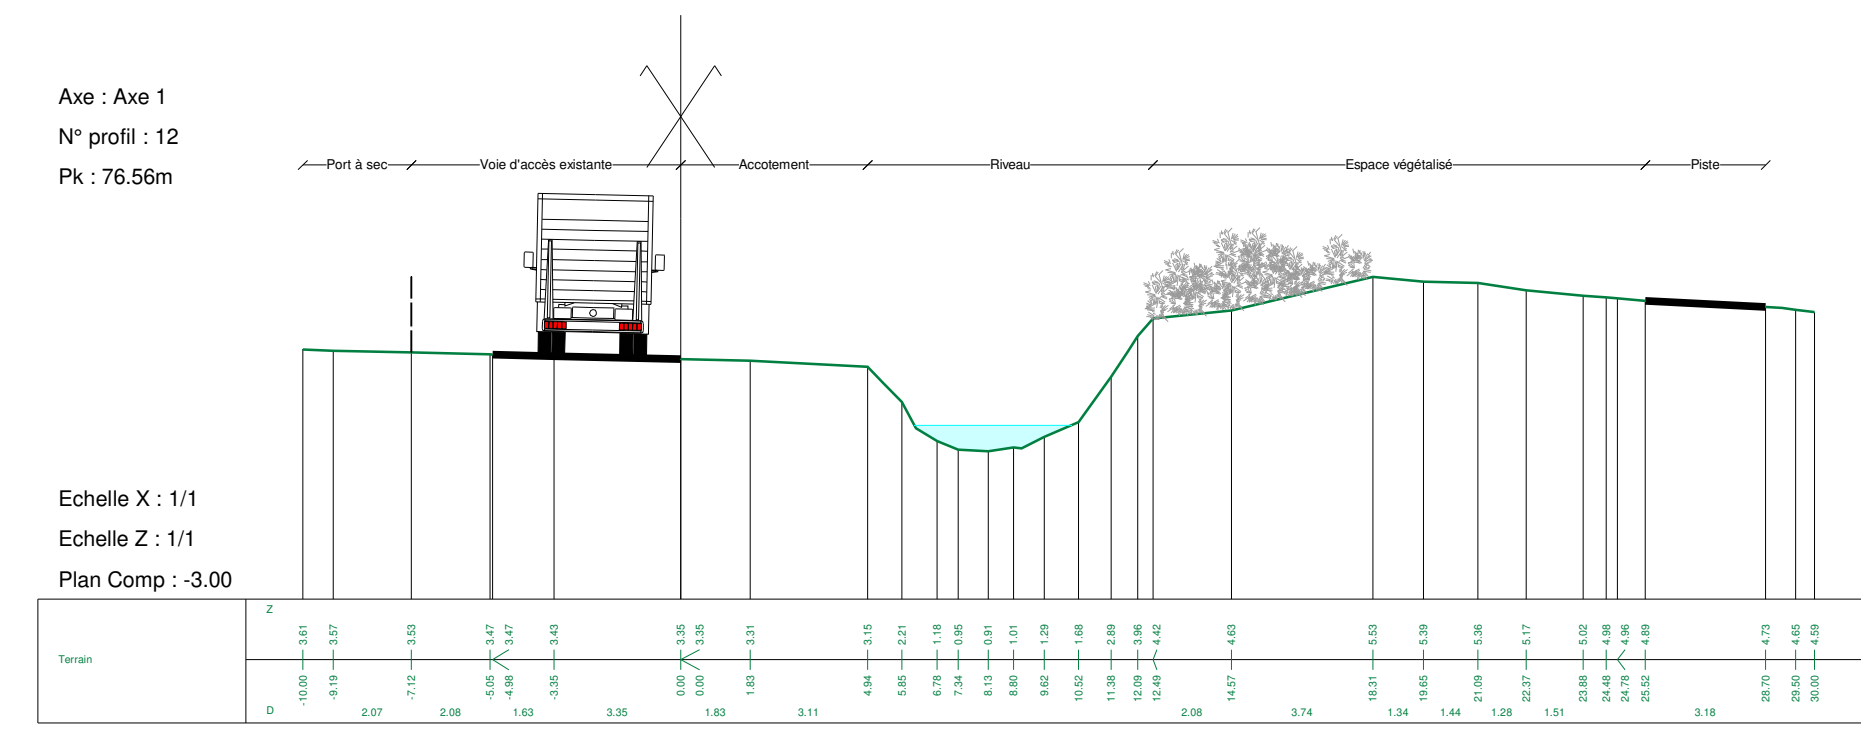 Axe : Axe 1
N° profil : 12
Pk : 76.56m
Port à sec Voie d'accès existante Accotement Riveau Espace végétalisé Piste
Echelle X : 1/1
Echelle Z : 1/1
Plan Comp : -3.00
Z
3.61 3.57 3.53 3.47 3.47 3.43 3.35 3.35 3.31 3.15 2.21 1.18 0.95 0.91 1.01 1.29 1.68 2.89 3.96 4.42 4.63 5.53 5.39 5.36 5.17 5.02 4.98 4.96 4.89 4.73 4.65 4.59
Terrain
-10.00 -9.19 -7.12 -5.05 -4.98 -3.35 0.00 0.00 1.83 4.94 5.85 6.78 7.34 8.13 8.80 9.62 10.52 11.38 12.09 12.49 14.57 18.31 19.65 21.09 22.37 23.88 24.48 24.78 25.52 28.70 29.50 30.00
D 2.07 2.08 1.63 3.35 1.83 3.11 2.08 3.74 1.34 1.44 1.28 1.51 3.18